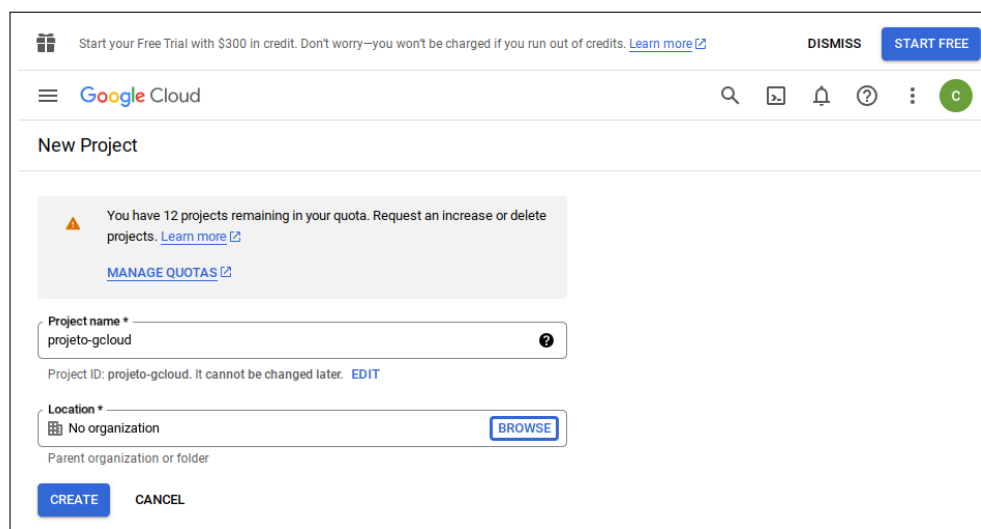 Start your Free Trial with $300 in credit. Don't worry—you won't be charged if you run out of credits. Learn more
DISMISS
START FREE
Google Cloud
C
New Project
You have 12 projects remaining in your quota. Request an increase or delete
projects. Learn more
MANAGE QUOTAS
Project name *
projeto-gcloud
Project ID: projeto-gcloud. It cannot be changed later. EDIT
Location *
No organization
BROWSE
Parent organization or folder
CREATE
CANCEL